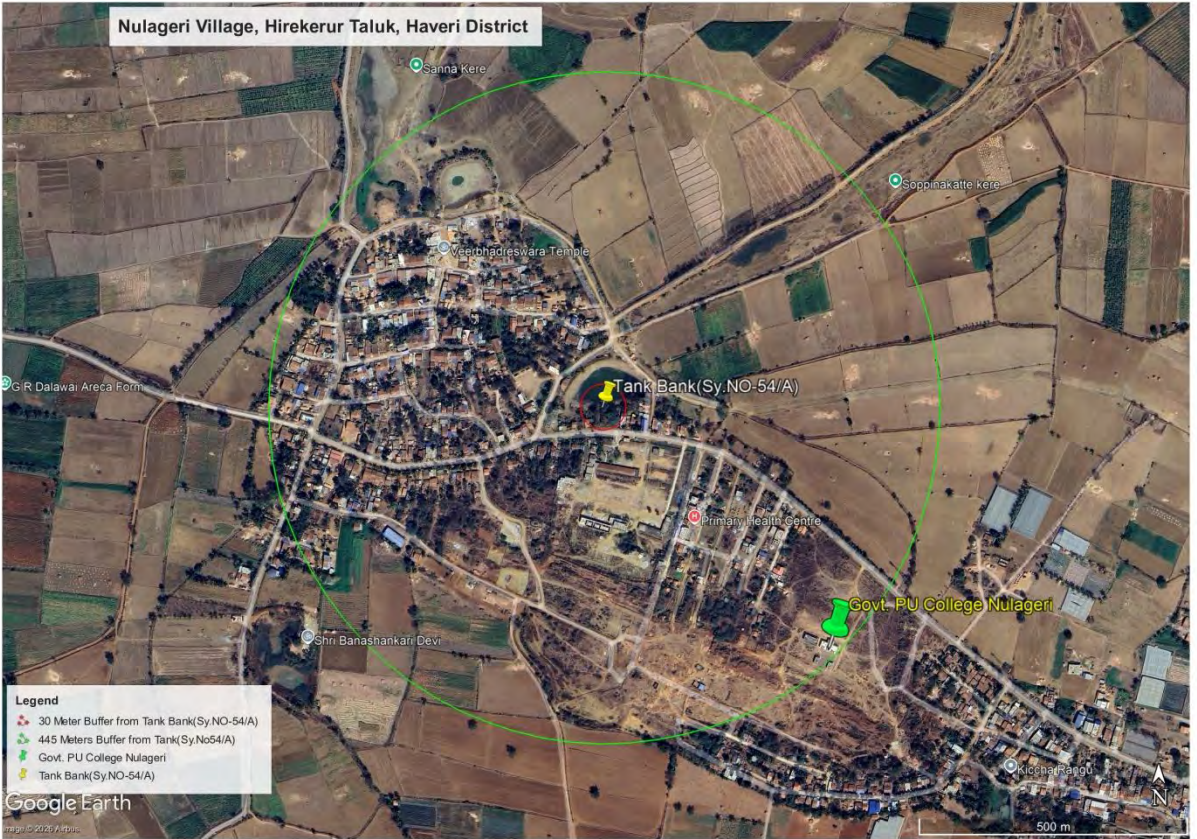 Nulageri Village, Hirekerur Taluk, Haveri District
Sanna Kere
Soppinakatte kere
Veerbhadreswara Temple
G R Dalawai Areca Form
Tank Bank(Sy.NO-54/A)
H Primary Health Centre
Govt. PU College Nulageri
Shri Banashankari Devi
Legend
30 Meter Buffer from Tank Bank(Sy.NO-54/A)
445 Meters Buffer from Tank(Sy.No54/A)
Govt. PU College Nulageri
Tank Bank(Sy.NO-54/A)
Kiccha Rangu
N
Google Earth
Image © 2026 Airbus
500 m